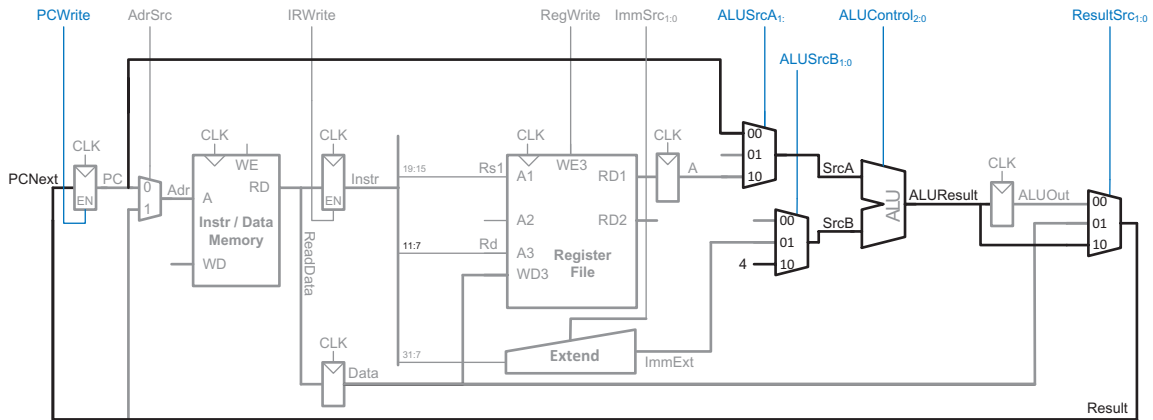 PCWrite AdrSrc IRWrite RegWrite ImmSrc1:0 ALUSrcA1: ALUControl2:0 ResultSrc1:0
ALUSrcB1:0
CLK CLK CLK CLK CLK CLK CLK
PCNext PC EN 0 1 Adr A WE RD Instr / Data Memory WD
EN Instr ReadData
19:15 Rs1 A1 WE3 RD1 A
A2 RD2
11:7 Rd A3 Register File
WD3
00 01 10 SrcA
00 01 4 10 SrcB
ALU ALUResult ALUOut 00 01 10
31:7 Extend ImmExt
CLK
Data
Result